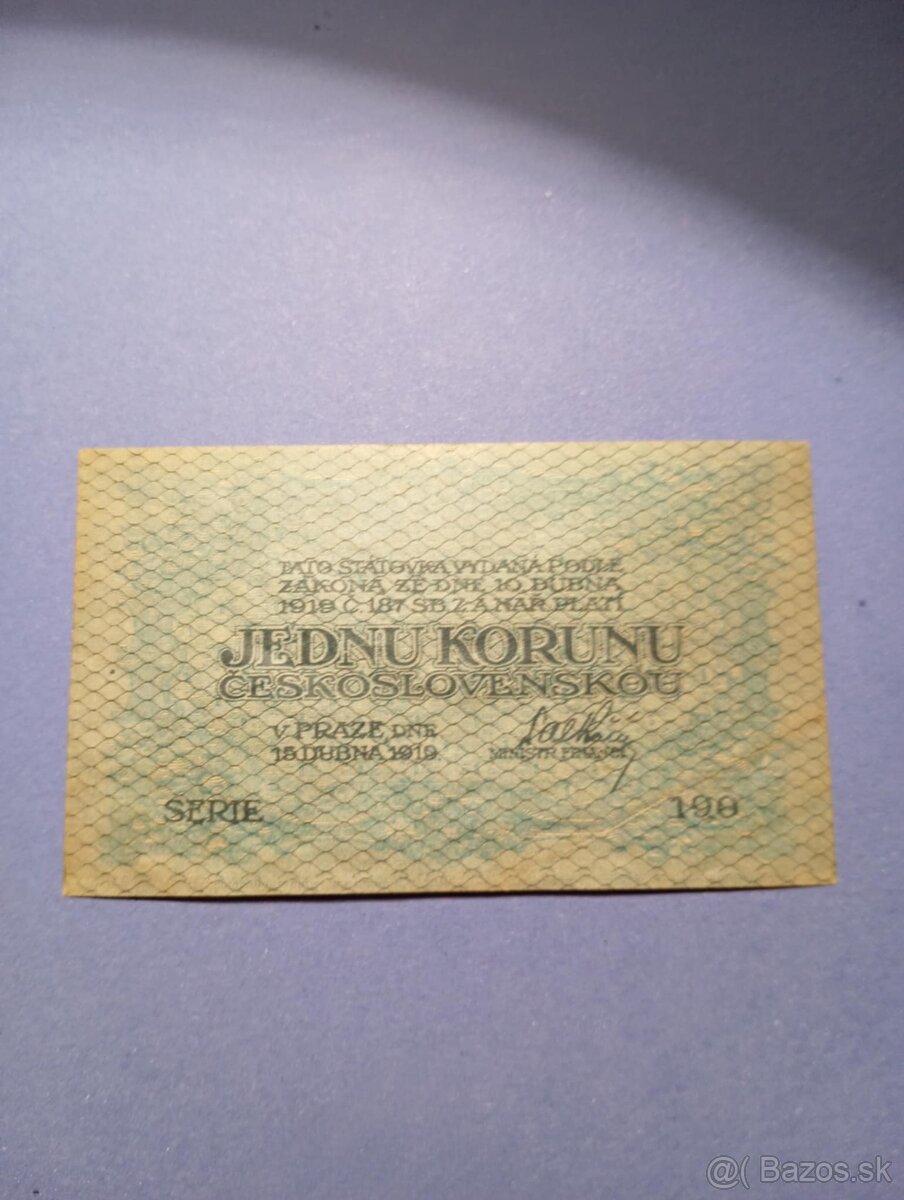 TATO STÁTOVKA VYDANÁ PODLE
ZÁKONA ZE DNE 10. DUBNA
1919 Č. 187 SB. Z. A NAŘ. PLATÍ
JEDNU KORUNU
ČESKOSLOVENSKOU
V PRAZE DNE
15. DUBNA 1919.
MINISTR FINANCÍ
SERIE 190
@( Bazos.sk